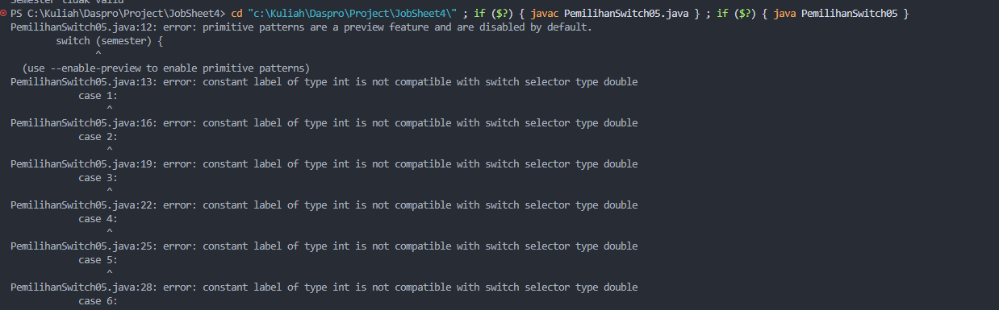 Semester tidak valid
PS C:\Kuliah\Daspro\Project\JobSheet4> cd "c:\Kuliah\Daspro\Project\JobSheet4\" ; if ($?) { javac PemilihanSwitch05.java } ; if ($?) { java PemilihanSwitch05 }
PemilihanSwitch05.java:12: error: primitive patterns are a preview feature and are disabled by default.
        switch (semester) {
               ^
  (use --enable-preview to enable primitive patterns)
PemilihanSwitch05.java:13: error: constant label of type int is not compatible with switch selector type double
            case 1:
                 ^
PemilihanSwitch05.java:16: error: constant label of type int is not compatible with switch selector type double
            case 2:
                 ^
PemilihanSwitch05.java:19: error: constant label of type int is not compatible with switch selector type double
            case 3:
                 ^
PemilihanSwitch05.java:22: error: constant label of type int is not compatible with switch selector type double
            case 4:
                 ^
PemilihanSwitch05.java:25: error: constant label of type int is not compatible with switch selector type double
            case 5:
                 ^
PemilihanSwitch05.java:28: error: constant label of type int is not compatible with switch selector type double
            case 6: